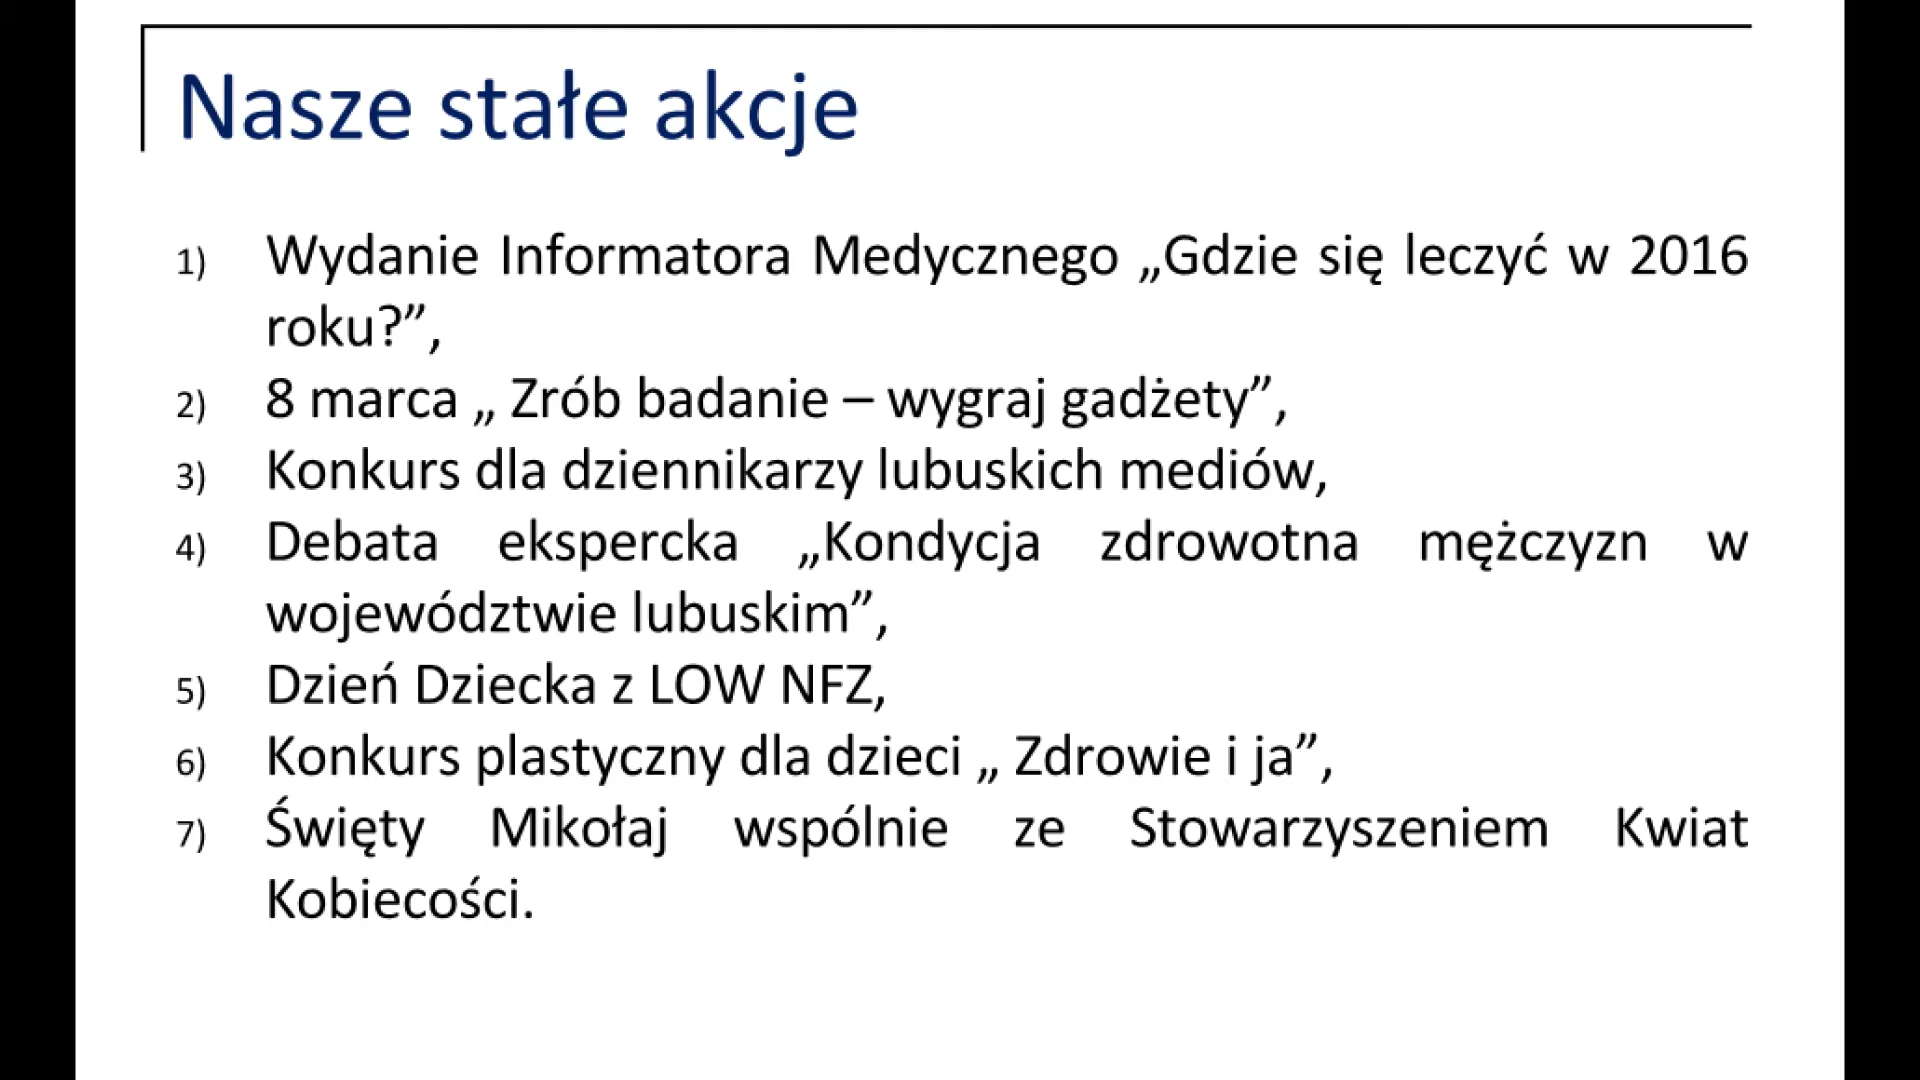 Nasze stałe akcje
1) Wydanie Informatora Medycznego „Gdzie się leczyć w 2016
roku?”,
2) 8 marca „ Zrób badanie – wygraj gadżety”,
3) Konkurs dla dziennikarzy lubuskich mediów,
4) Debata ekspercka „Kondycja zdrowotna mężczyzn w
województwie lubuskim”,
5) Dzień Dziecka z LOW NFZ,
6) Konkurs plastyczny dla dzieci „ Zdrowie i ja”,
7) Święty Mikołaj wspólnie ze Stowarzyszeniem Kwiat
Kobiecości.